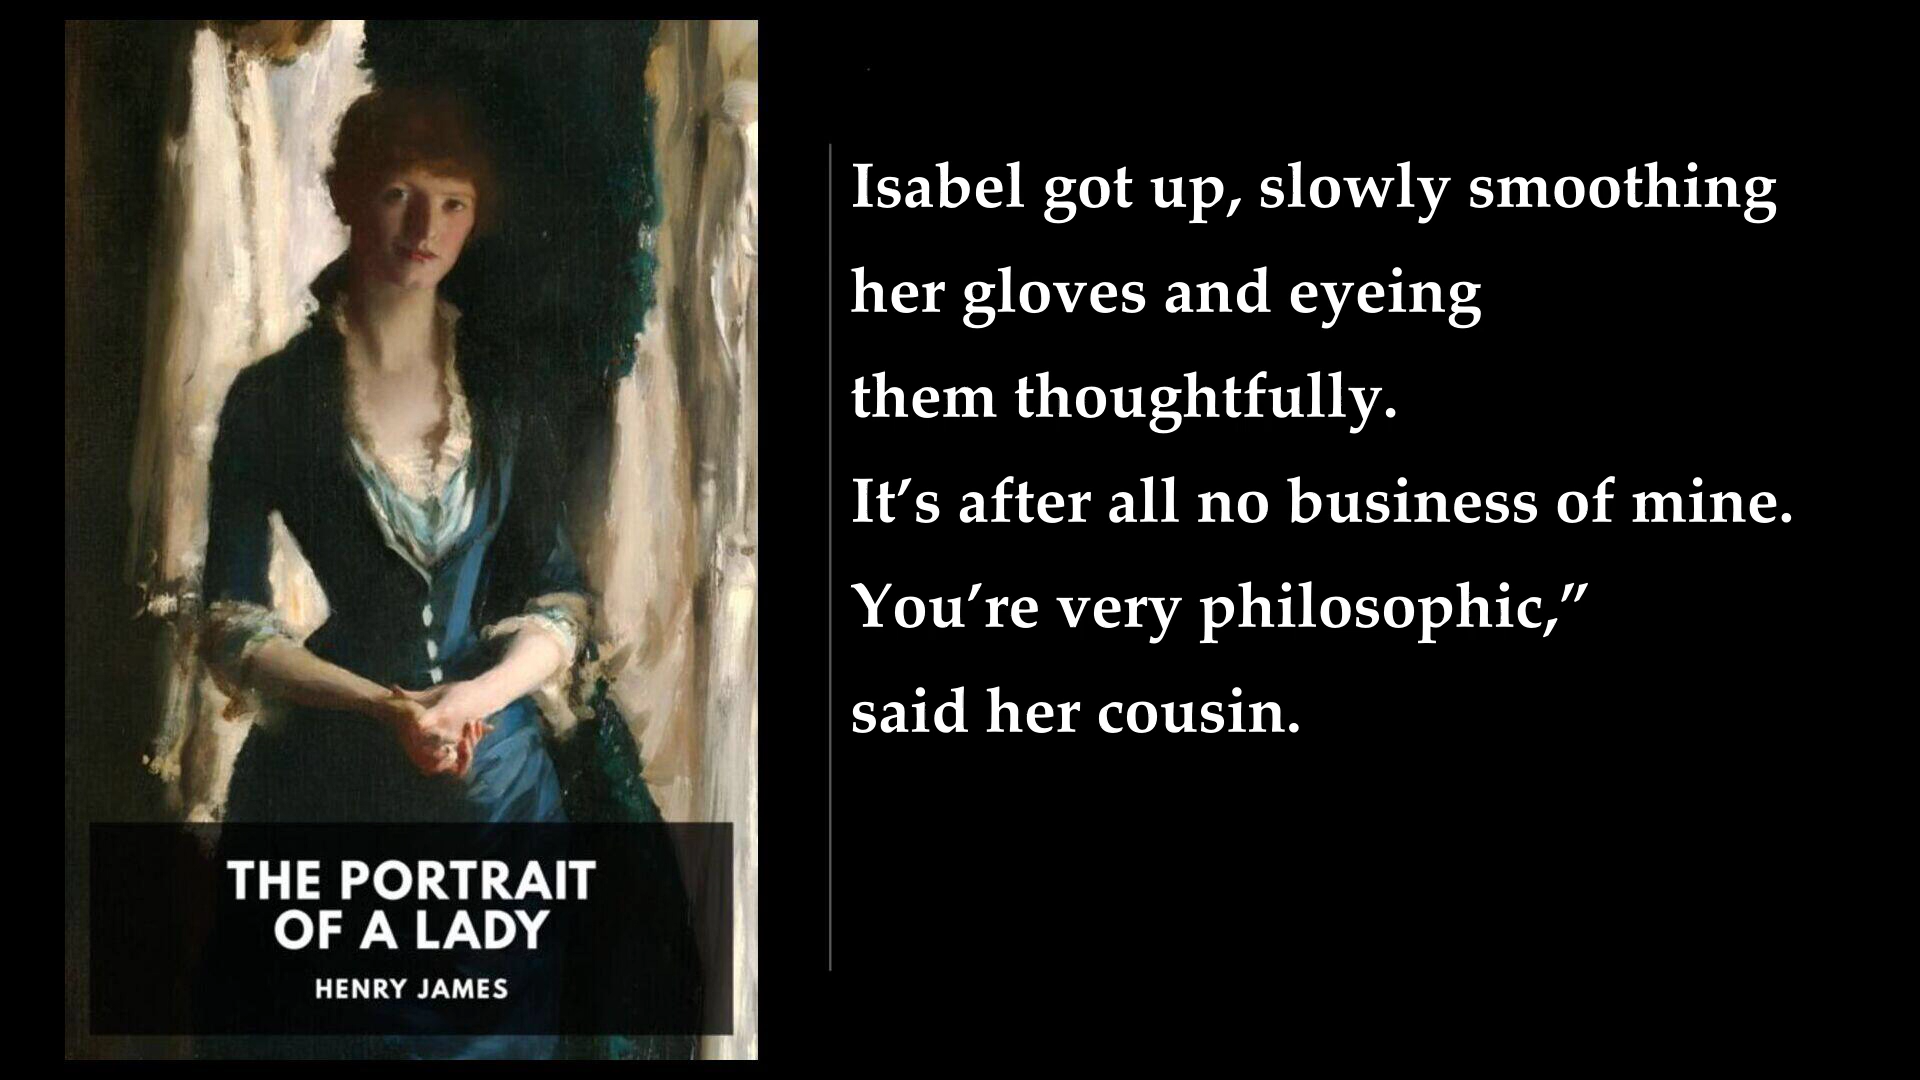 THE PORTRAIT
OF A LADY
HENRY JAMES
Isabel got up, slowly smoothing
her gloves and eyeing
them thoughtfully.
It’s after all no business of mine.
You’re very philosophic,”
said her cousin.